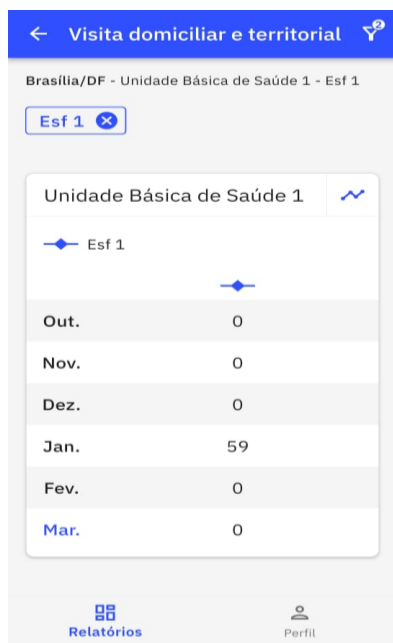 Visita domiciliar e territorial
2
Brasília/DF - Unidade Básica de Saúde 1 - Esf 1
Esf 1
Unidade Básica de Saúde 1
Esf 1
Out. 0
Nov. 0
Dez. 0
Jan. 59
Fev. 0
Mar. 0
Relatórios
Perfil